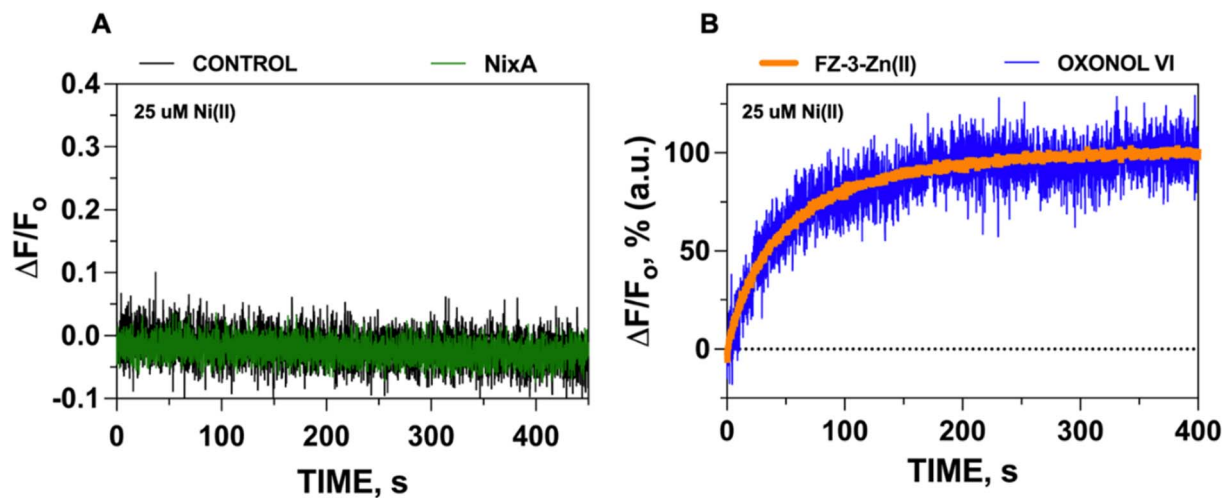 A
CONTROL NixA
25 uM Ni(II)
0.4
0.3
0.2
0.1
0.0
-0.1
ΔF/Fo
0 100 200 300 400
TIME, s
B
FZ-3-Zn(II) OXONOL VI
25 uM Ni(II)
100
50
0
ΔF/Fo, % (a.u.)
0 100 200 300 400
TIME, s